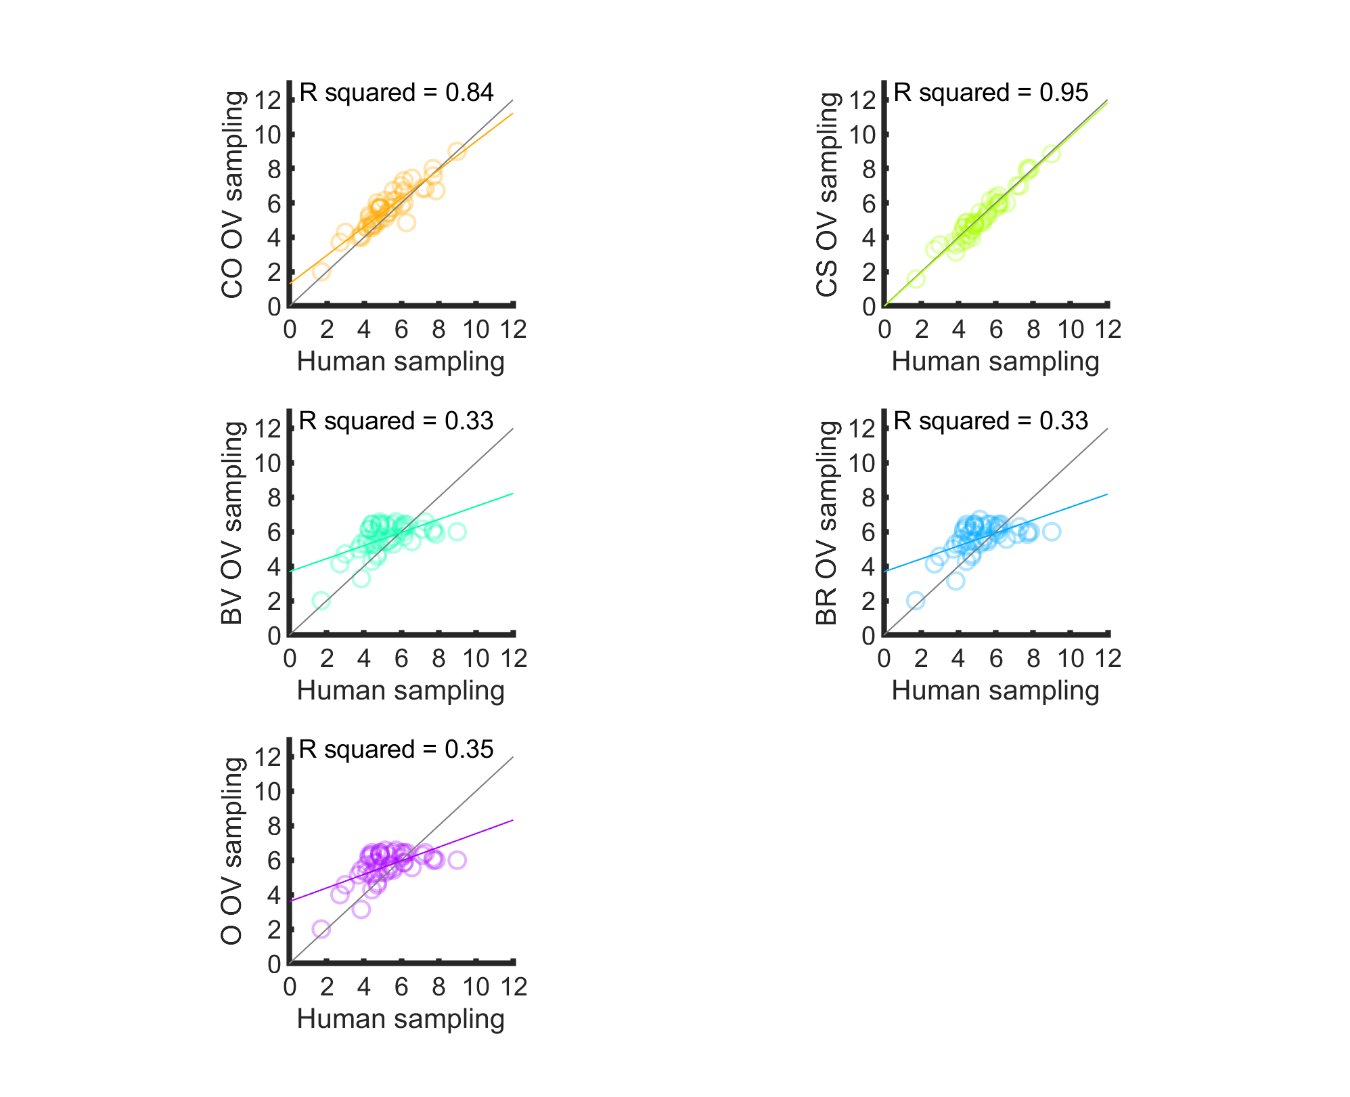 R squared = 0.84
CO OV sampling
12
10
8
6
4
2
0
0 2 4 6 8 10 12
Human sampling
R squared = 0.95
CS OV sampling
12
10
8
6
4
2
0
0 2 4 6 8 10 12
Human sampling
R squared = 0.33
BV OV sampling
12
10
8
6
4
2
0
0 2 4 6 8 10 12
Human sampling
R squared = 0.33
BR OV sampling
12
10
8
6
4
2
0
0 2 4 6 8 10 12
Human sampling
R squared = 0.35
O OV sampling
12
10
8
6
4
2
0
0 2 4 6 8 10 12
Human sampling